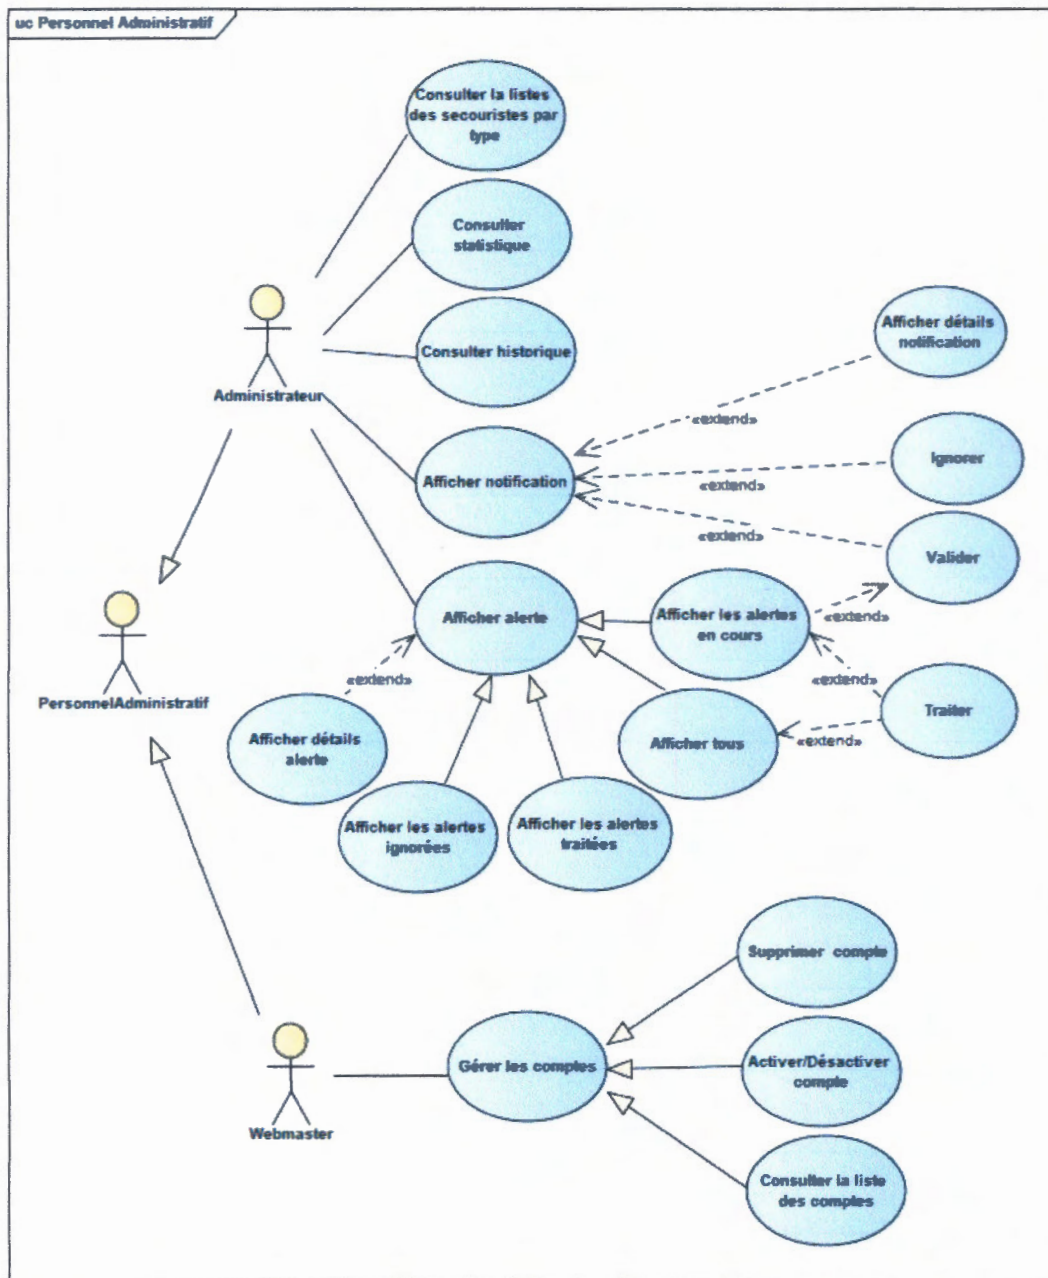 uc Personnel Administratif
Consulter la listes
des secouristes par
type
Consulter
statistique
Consulter historique
Administrateur
Afficher détails
notification
«extend»
Afficher notification
Ignorer
«extend»
«extend»
Valider
Afficher alerte
Afficher les alertes
en cours
«extend»
PersonnelAdministratif
«extend»
«extend»
Traiter
Afficher détails
alerte
Afficher tous
«extend»
Afficher les alertes
ignorées
Afficher les alertes
traitées
Supprimer compte
Gérer les comptes
Activer/Désactiver
compte
Webmaster
Consulter la liste
des comptes